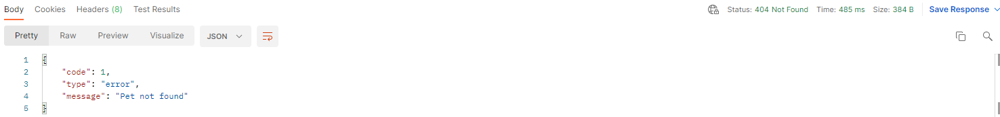 Body Cookies Headers (8) Test Results Status: 404 Not Found Time: 485 ms Size: 384 B Save Response
Pretty Raw Preview Visualize JSON
1 {
2 "code": 1,
3 "type": "error",
4 "message": "Pet not found"
5 }